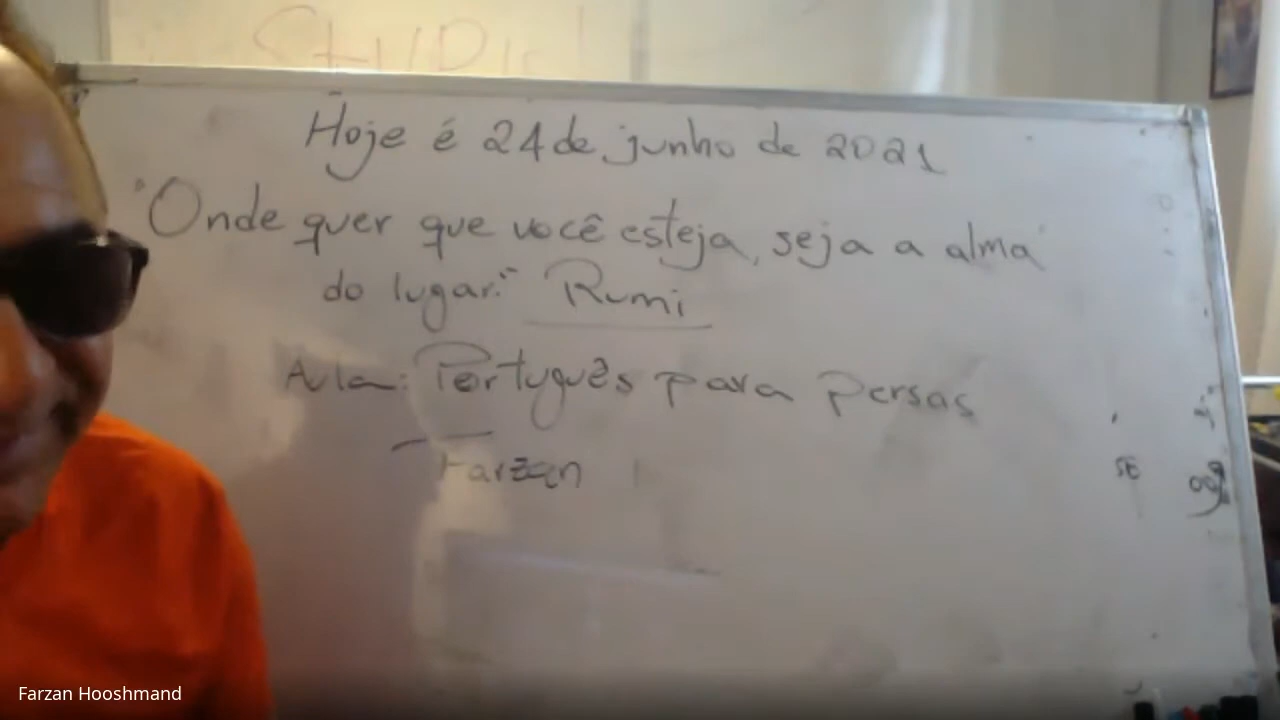 Hoje é 24 de junho de 2021
"Onde quer que você esteja, seja a alma
do lugar." Rumi
Aula: Português para persas
Farzan
Farzan Hooshmand